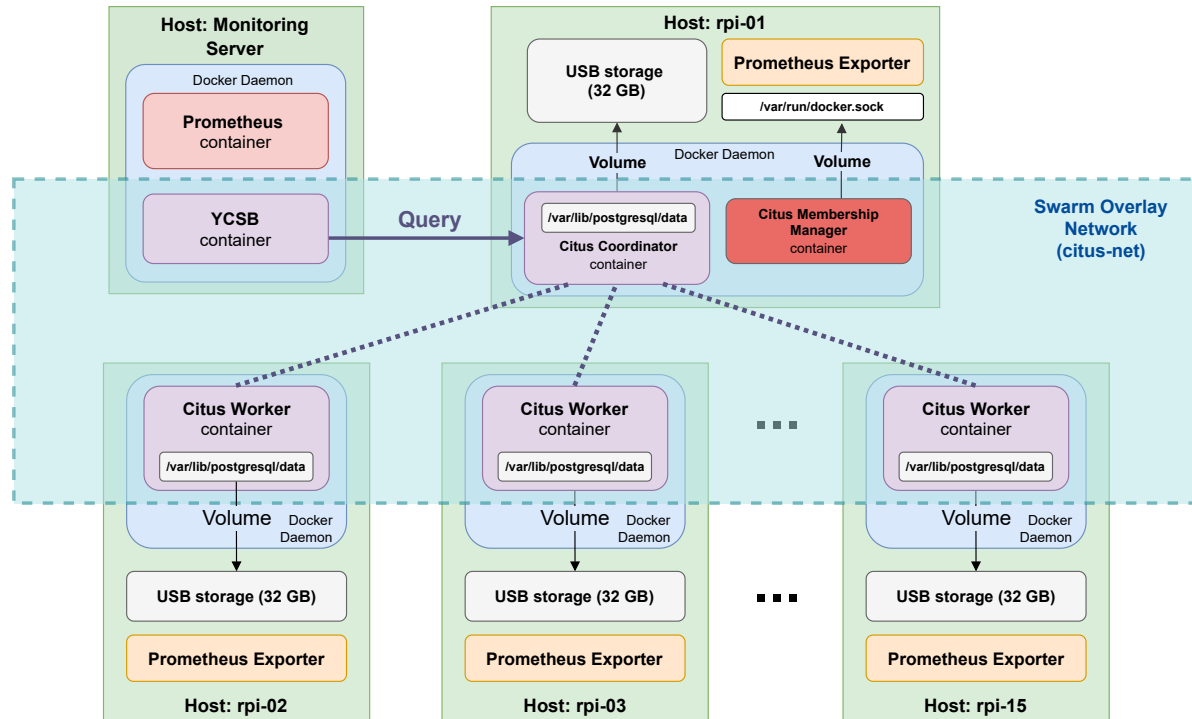 Host: Monitoring
Server
Docker Daemon
Prometheus
container
YCSB
container
Query
Host: rpi-01
USB storage
(32 GB)
Prometheus Exporter
/var/run/docker.sock
Volume
Docker Daemon
Volume
/var/lib/postgresql/data
Citus Coordinator
container
Citus Membership
Manager
container
Swarm Overlay
Network
(citus-net)
Citus Worker
container
/var/lib/postgresql/data
Volume
Docker
Daemon
USB storage (32 GB)
Prometheus Exporter
Host: rpi-02
Citus Worker
container
/var/lib/postgresql/data
Volume
Docker
Daemon
USB storage (32 GB)
Prometheus Exporter
Host: rpi-03
Citus Worker
container
/var/lib/postgresql/data
Volume
Docker
Daemon
USB storage (32 GB)
Prometheus Exporter
Host: rpi-15